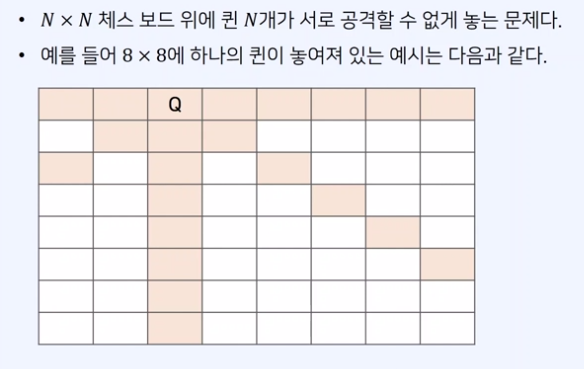 • N × N 체스 보드 위에 퀸 N개가 서로 공격할 수 없게 놓는 문제다.
• 예를 들어 8 × 8에 하나의 퀸이 놓여져 있는 예시는 다음과 같다.
Q